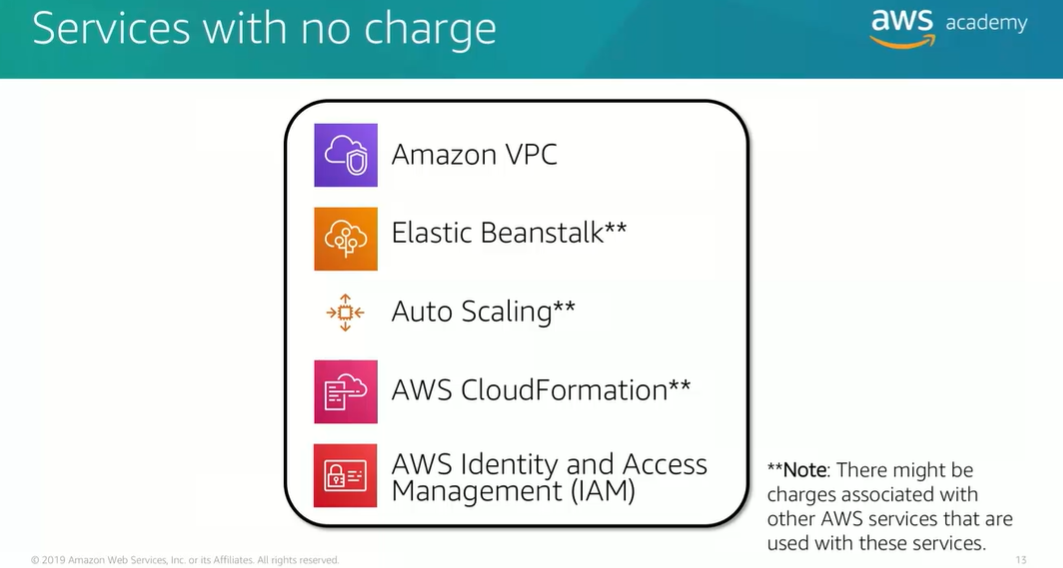 Services with no charge
aws academy
Amazon VPC
Elastic Beanstalk**
Auto Scaling**
AWS CloudFormation**
AWS Identity and Access
Management (IAM)
**Note: There might be
charges associated with
other AWS services that are
used with these services.
© 2019 Amazon Web Services, Inc. or its Affiliates. All rights reserved.
13